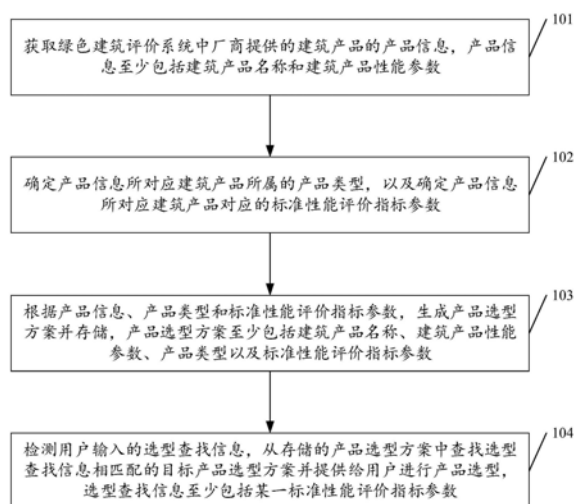 101
获取绿色建筑评价系统中厂商提供的建筑产品的产品信息，产品信
息至少包括建筑产品名称和建筑产品性能参数
102
确定产品信息所对应建筑产品所属的产品类型，以及确定产品信息
所对应建筑产品对应的标准性能评价指标参数
103
根据产品信息、产品类型和标准性能评价指标参数，生成产品选型
方案并存储，产品选型方案至少包括建筑产品名称、建筑产品性能
参数、产品类型以及标准性能评价指标参数
104
检测用户输入的选型查找信息，从存储的产品选型方案中查找选型
查找信息相匹配的目标产品选型方案并提供给用户进行产品选型，
选型查找信息至少包括某一标准性能评价指标参数